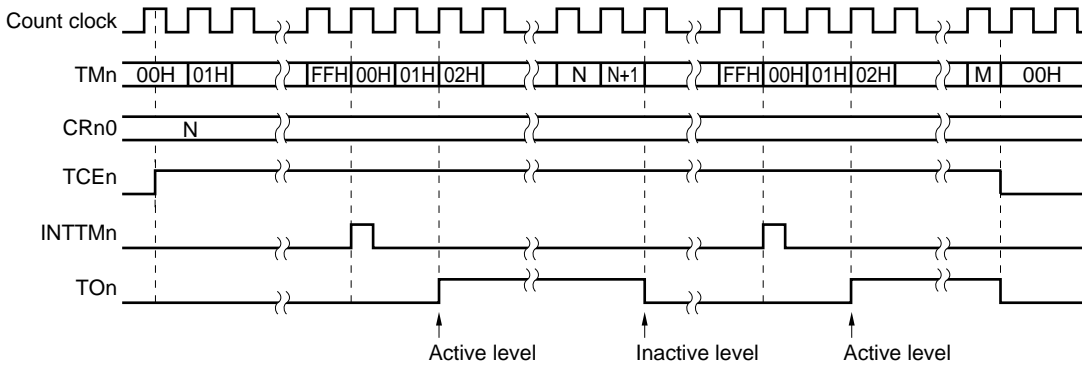 Count clock
TMn 00H 01H FFH 00H 01H 02H N N+1 FFH 00H 01H 02H M 00H
CRn0 N
TCEn
INTTMn
TOn
Active level Inactive level Active level